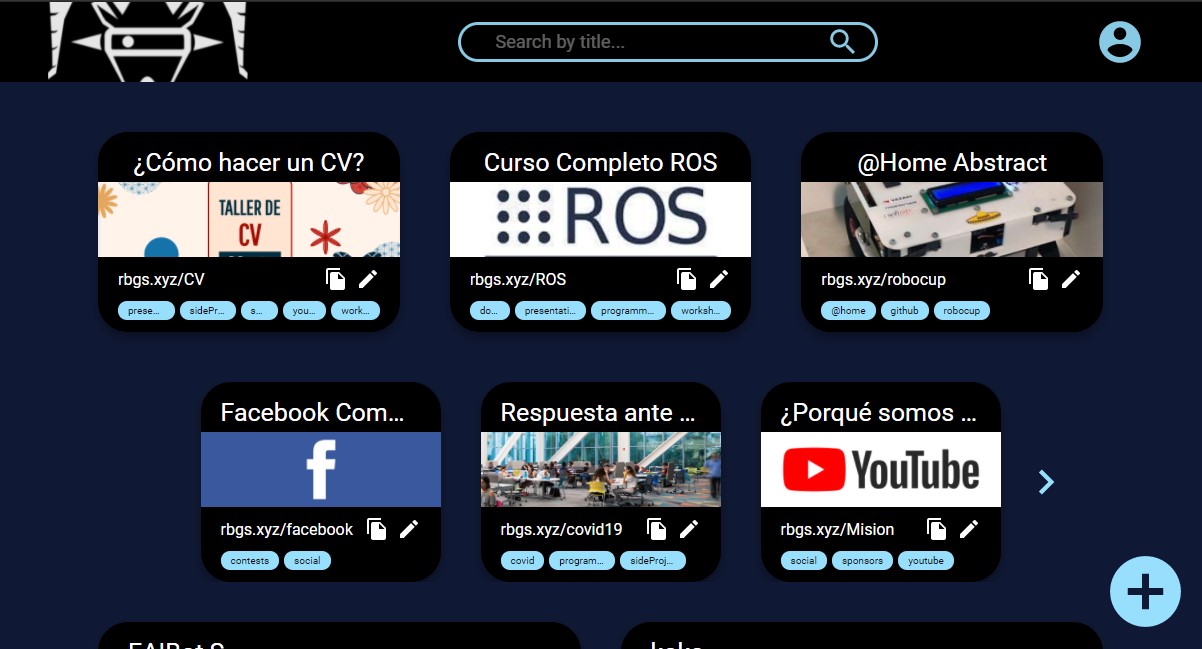 Search by title...
¿Cómo hacer un CV?
TALLER DE
CV
rbgs.xyz/CV
prese...
sidePr...
s...
you...
work...
Curso Completo ROS
ROS
rbgs.xyz/ROS
do...
presentati...
programm...
worksh...
@Home Abstract
rbgs.xyz/robocup
@home
github
robocup
Facebook Com...
f
rbgs.xyz/facebook
contests
social
Respuesta ante ...
rbgs.xyz/covid19
covid
program...
sideProj...
¿Porqué somos ...
YouTube
rbgs.xyz/Mision
social
sponsors
youtube